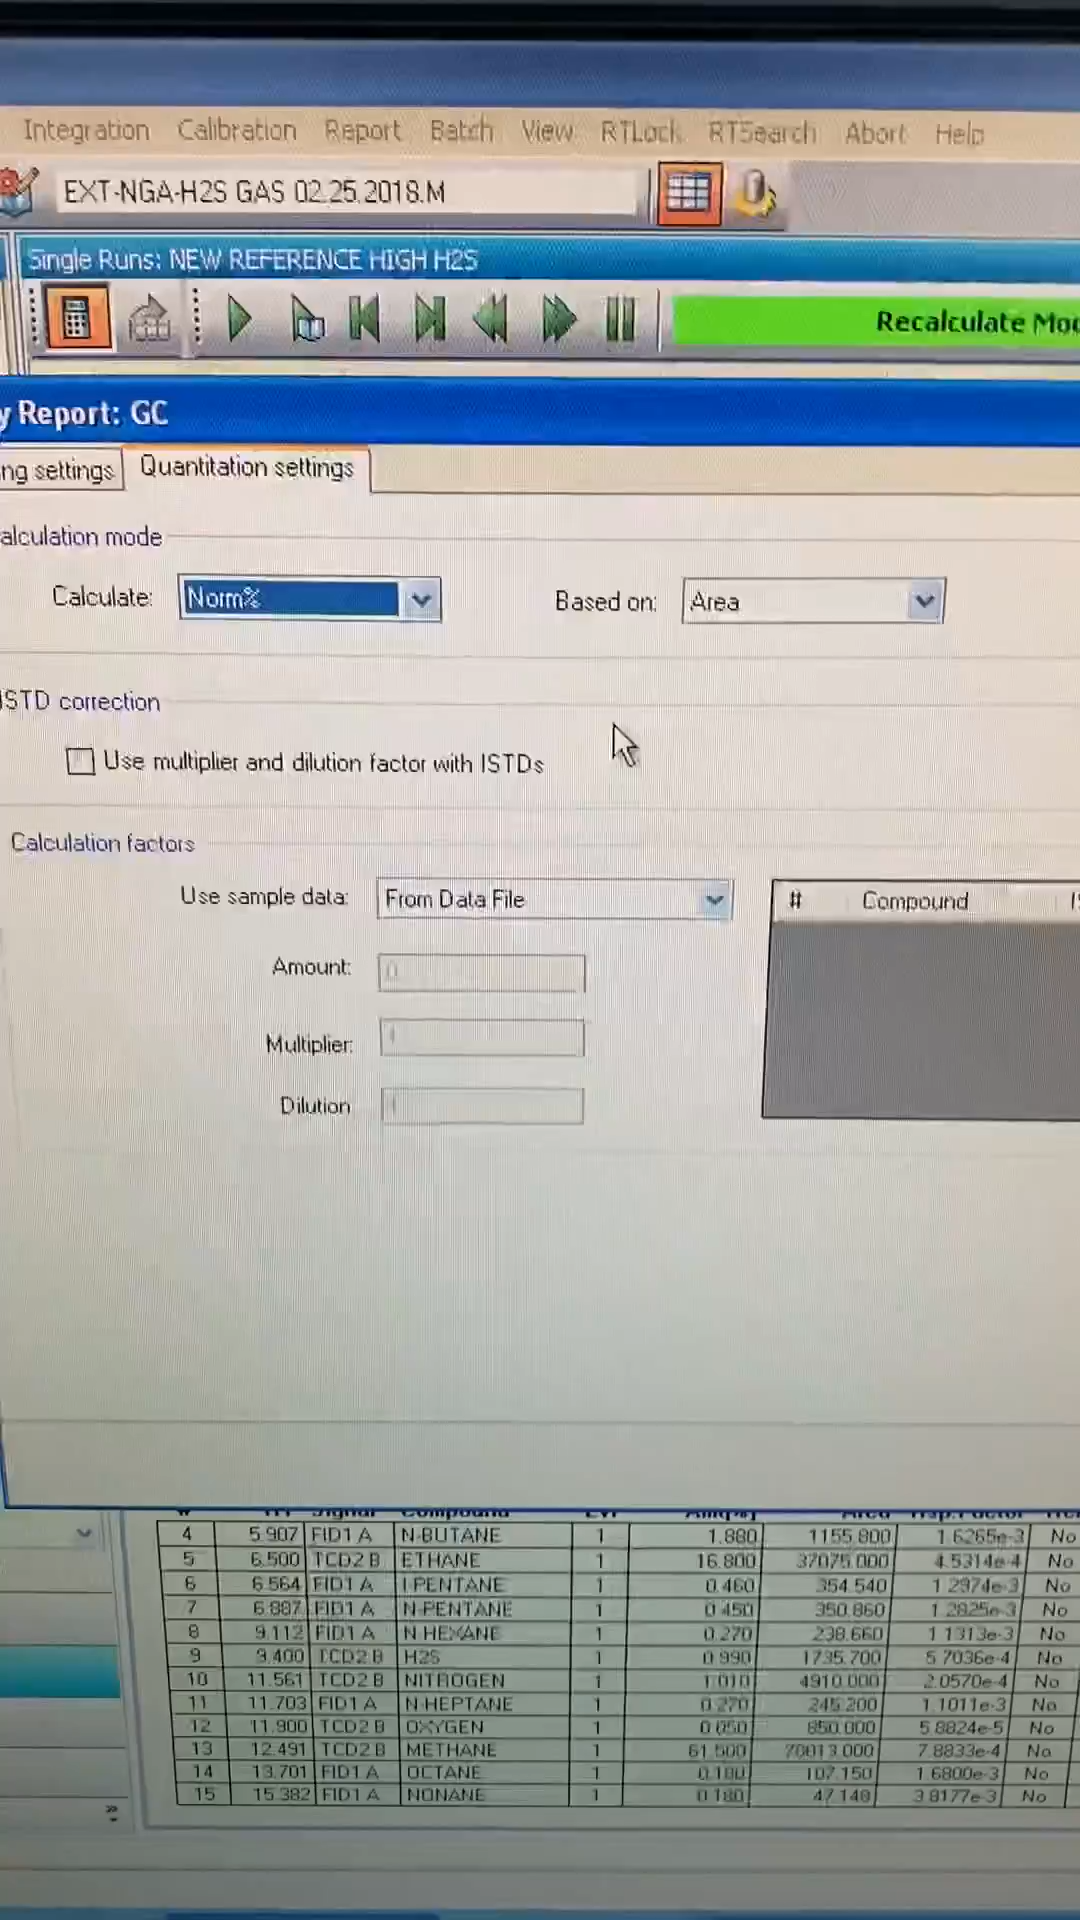 Integration Calibration Report Batch View RTLock RTSearch Abort Help
EXT-NGA-H2S GAS 02.25.2018.M
Single Runs: NEW REFERENCE HIGH H2S
Recalculate Mod
y Report: GC
ng settings Quantitation settings
alculation mode
Calculate: Norm% Based on: Area
ISTD correction
Use multiplier and dilution factor with ISTDs
Calculation factors
Use sample data: From Data File # Compound IS
Amount: 0
Multiplier: 1
Dilution 1
4 5.907 FID1 A N-BUTANE 1 1.880 1155.800 1.6265e-3 No
5 6.500 TCD2 B ETHANE 1 16.800 37075.000 4.5314e-4 No
6 6.564 FID1 A I-PENTANE 1 0.460 354.540 1.2974e-3 No
7 6.887 FID1 A N-PENTANE 1 0.450 350.860 1.2825e-3 No
8 9.112 FID1 A N-HEXANE 1 0.270 238.660 1.1313e-3 No
9 9.400 TCD2 B H2S 1 0.990 1735.700 5.7036e-4 No
10 11.561 TCD2 B NITROGEN 1 1.010 4910.000 2.0570e-4 No
11 11.703 FID1 A N-HEPTANE 1 0.270 245.200 1.1011e-3 No
12 11.900 TCD2 B OXYGEN 1 0.050 850.000 5.8824e-5 No
13 12.491 TCD2 B METHANE 1 61.500 78013.000 7.8833e-4 No
14 13.701 FID1 A OCTANE 1 0.180 107.150 1.6800e-3 No
15 15.382 FID1 A NONANE 1 0.180 47.148 3.8177e-3 No